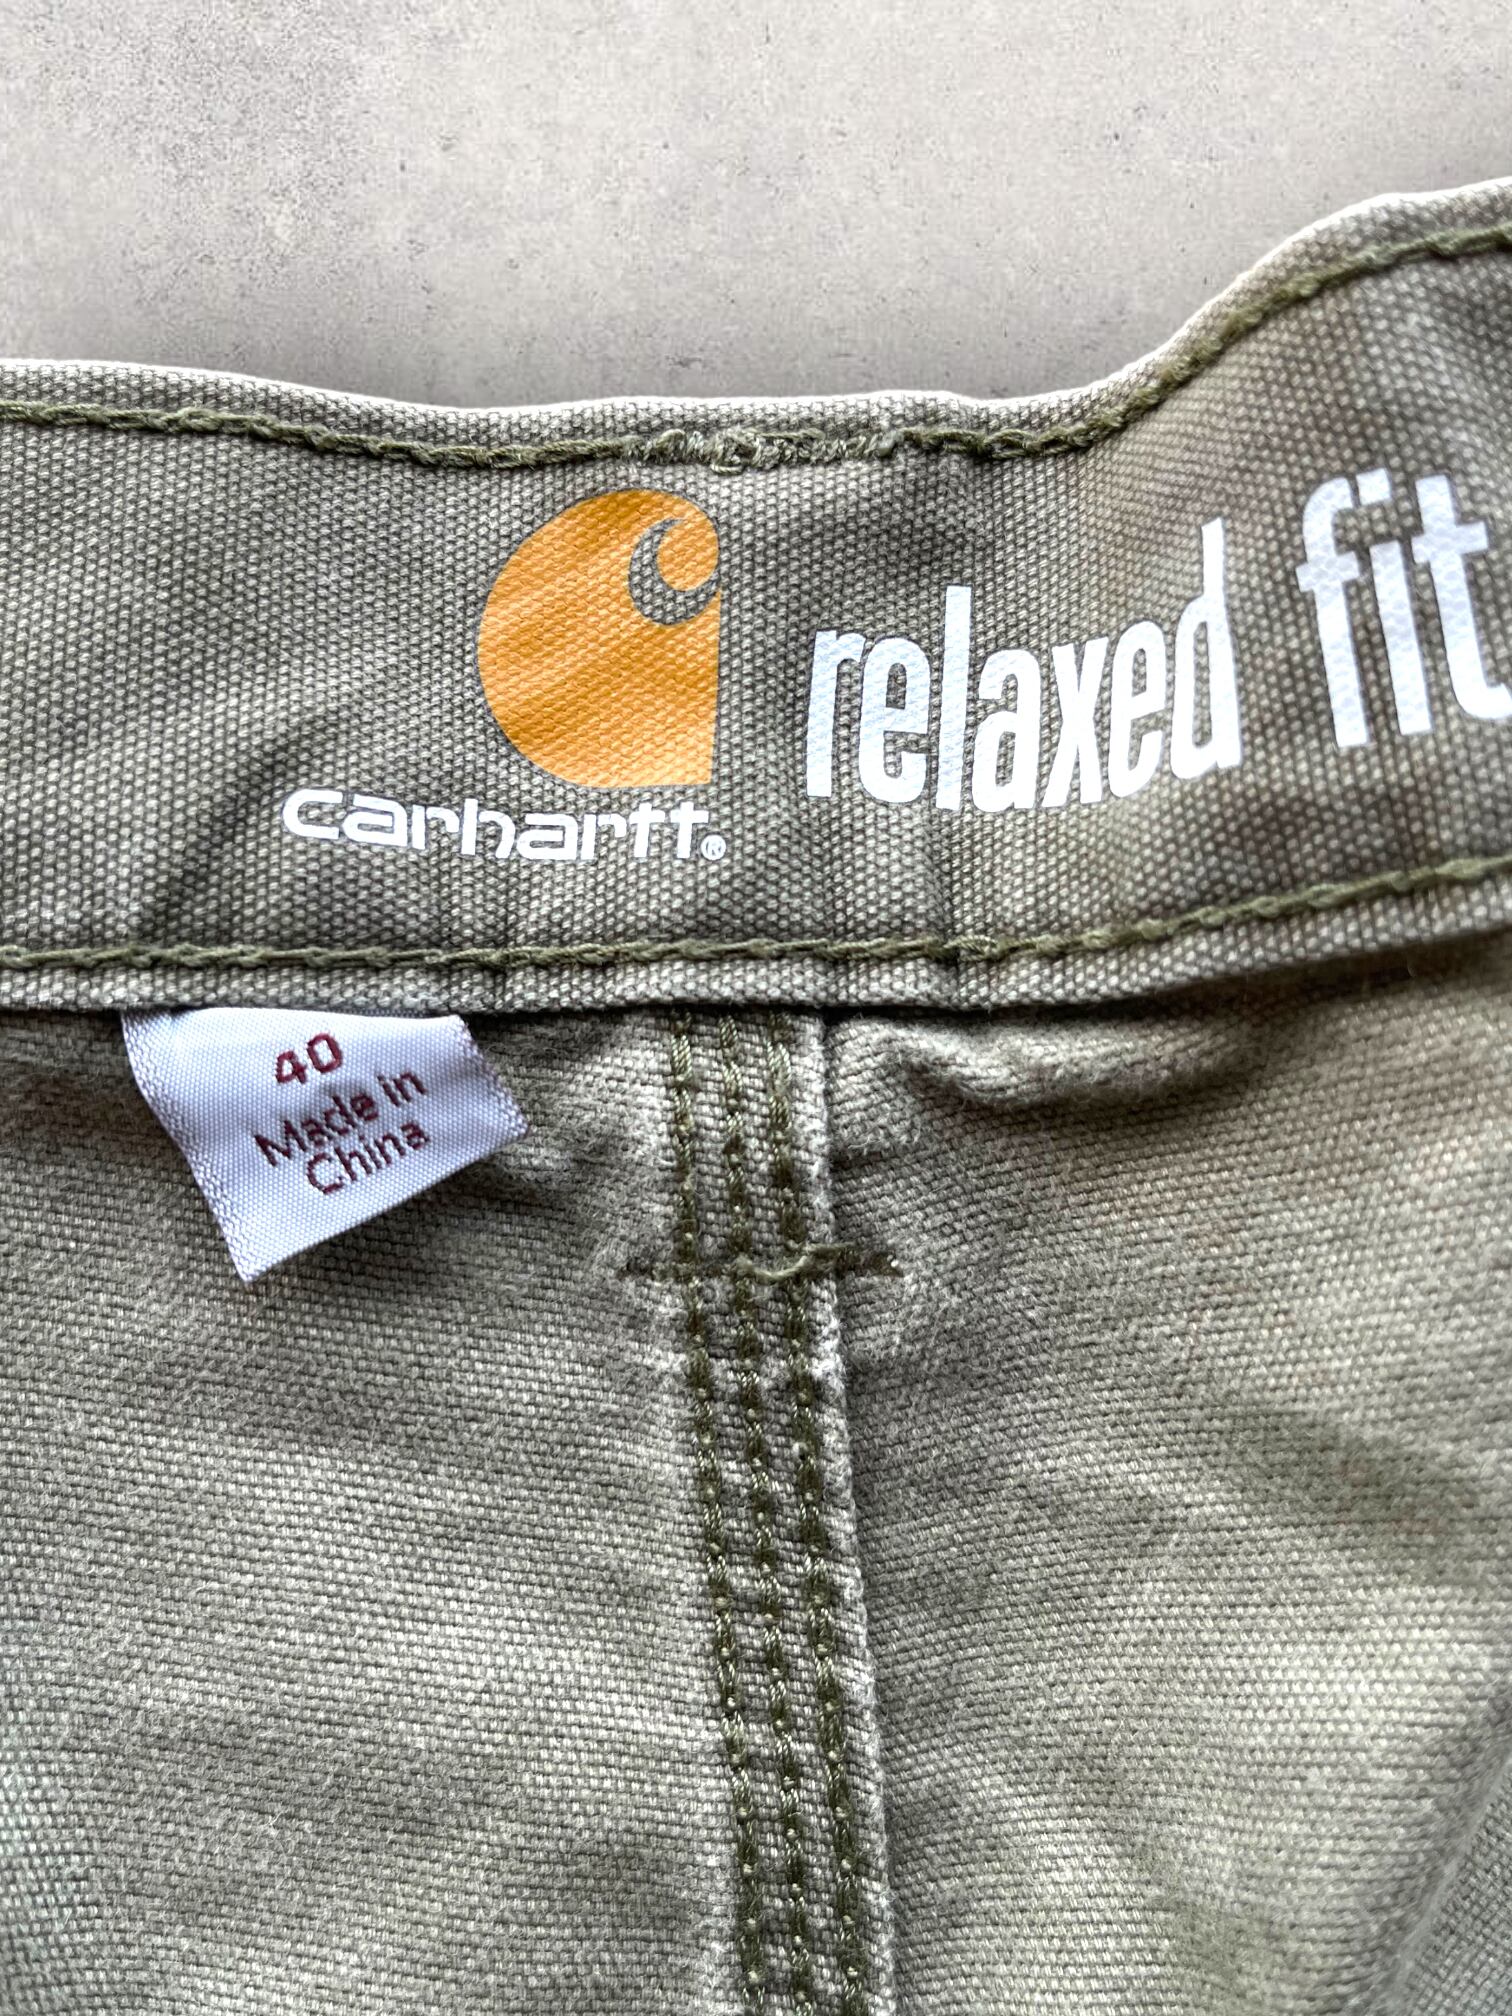 carhartt®
relaxed fit
40
Made in
China